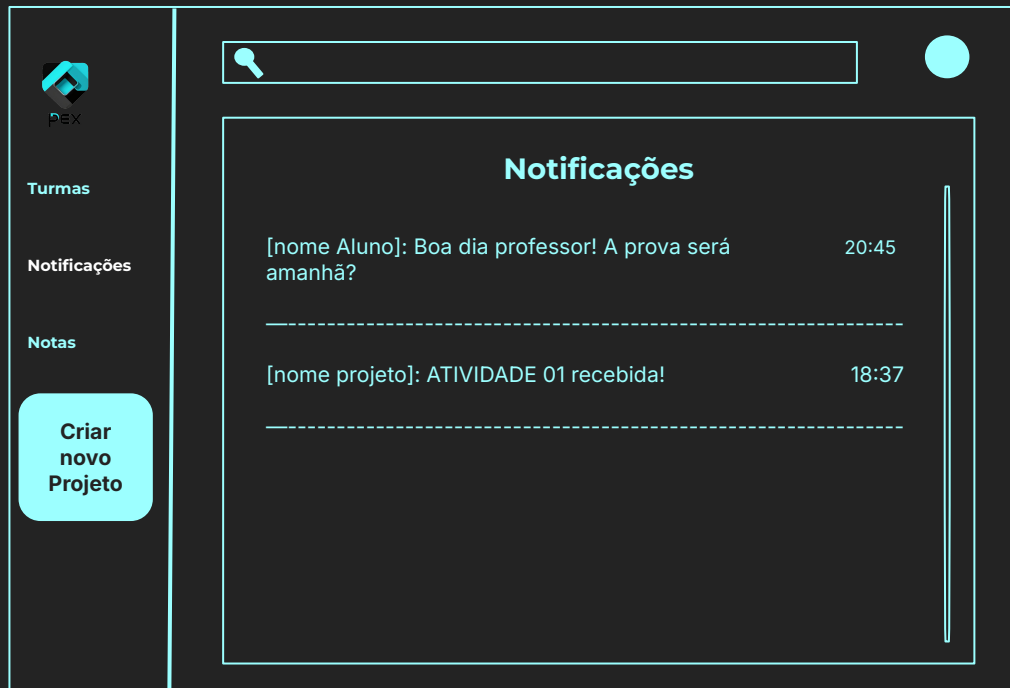 pex
Turmas
Notificações
Notas
Criar
novo
Projeto
Notificações
[nome Aluno]: Boa dia professor! A prova será
amanhã?
20:45
[nome projeto]: ATIVIDADE 01 recebida!
18:37